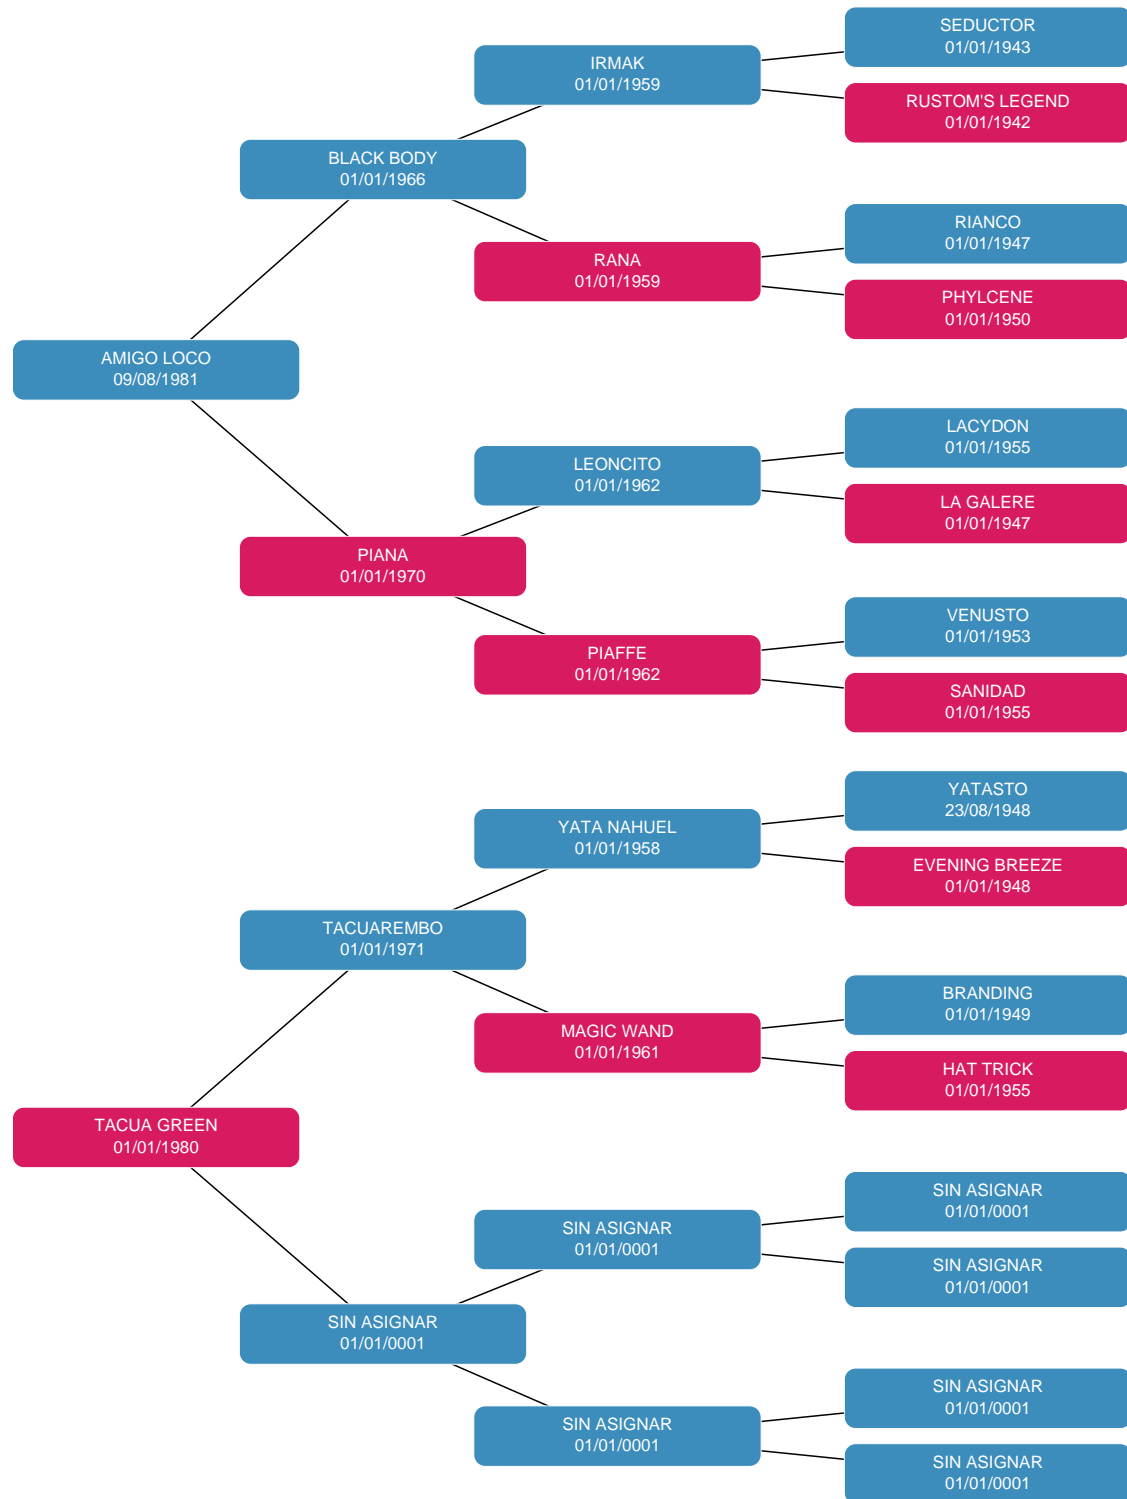 SEDUCTOR
01/01/1943
IRMAK
01/01/1959
RUSTOM'S LEGEND
01/01/1942
BLACK BODY
01/01/1966
RIANCO
01/01/1947
RANA
01/01/1959
PHYLCENE
01/01/1950
AMIGO LOCO
09/08/1981
LACYDON
01/01/1955
LEONCITO
01/01/1962
LA GALERE
01/01/1947
PIANA
01/01/1970
VENUSTO
01/01/1953
PIAFFE
01/01/1962
SANIDAD
01/01/1955
YATASTO
23/08/1948
YATA NAHUEL
01/01/1958
EVENING BREEZE
01/01/1948
TACUAREMBO
01/01/1971
BRANDING
01/01/1949
MAGIC WAND
01/01/1961
HAT TRICK
01/01/1955
TACUA GREEN
01/01/1980
SIN ASIGNAR
01/01/0001
SIN ASIGNAR
01/01/0001
SIN ASIGNAR
01/01/0001
SIN ASIGNAR
01/01/0001
SIN ASIGNAR
01/01/0001
SIN ASIGNAR
01/01/0001
SIN ASIGNAR
01/01/0001